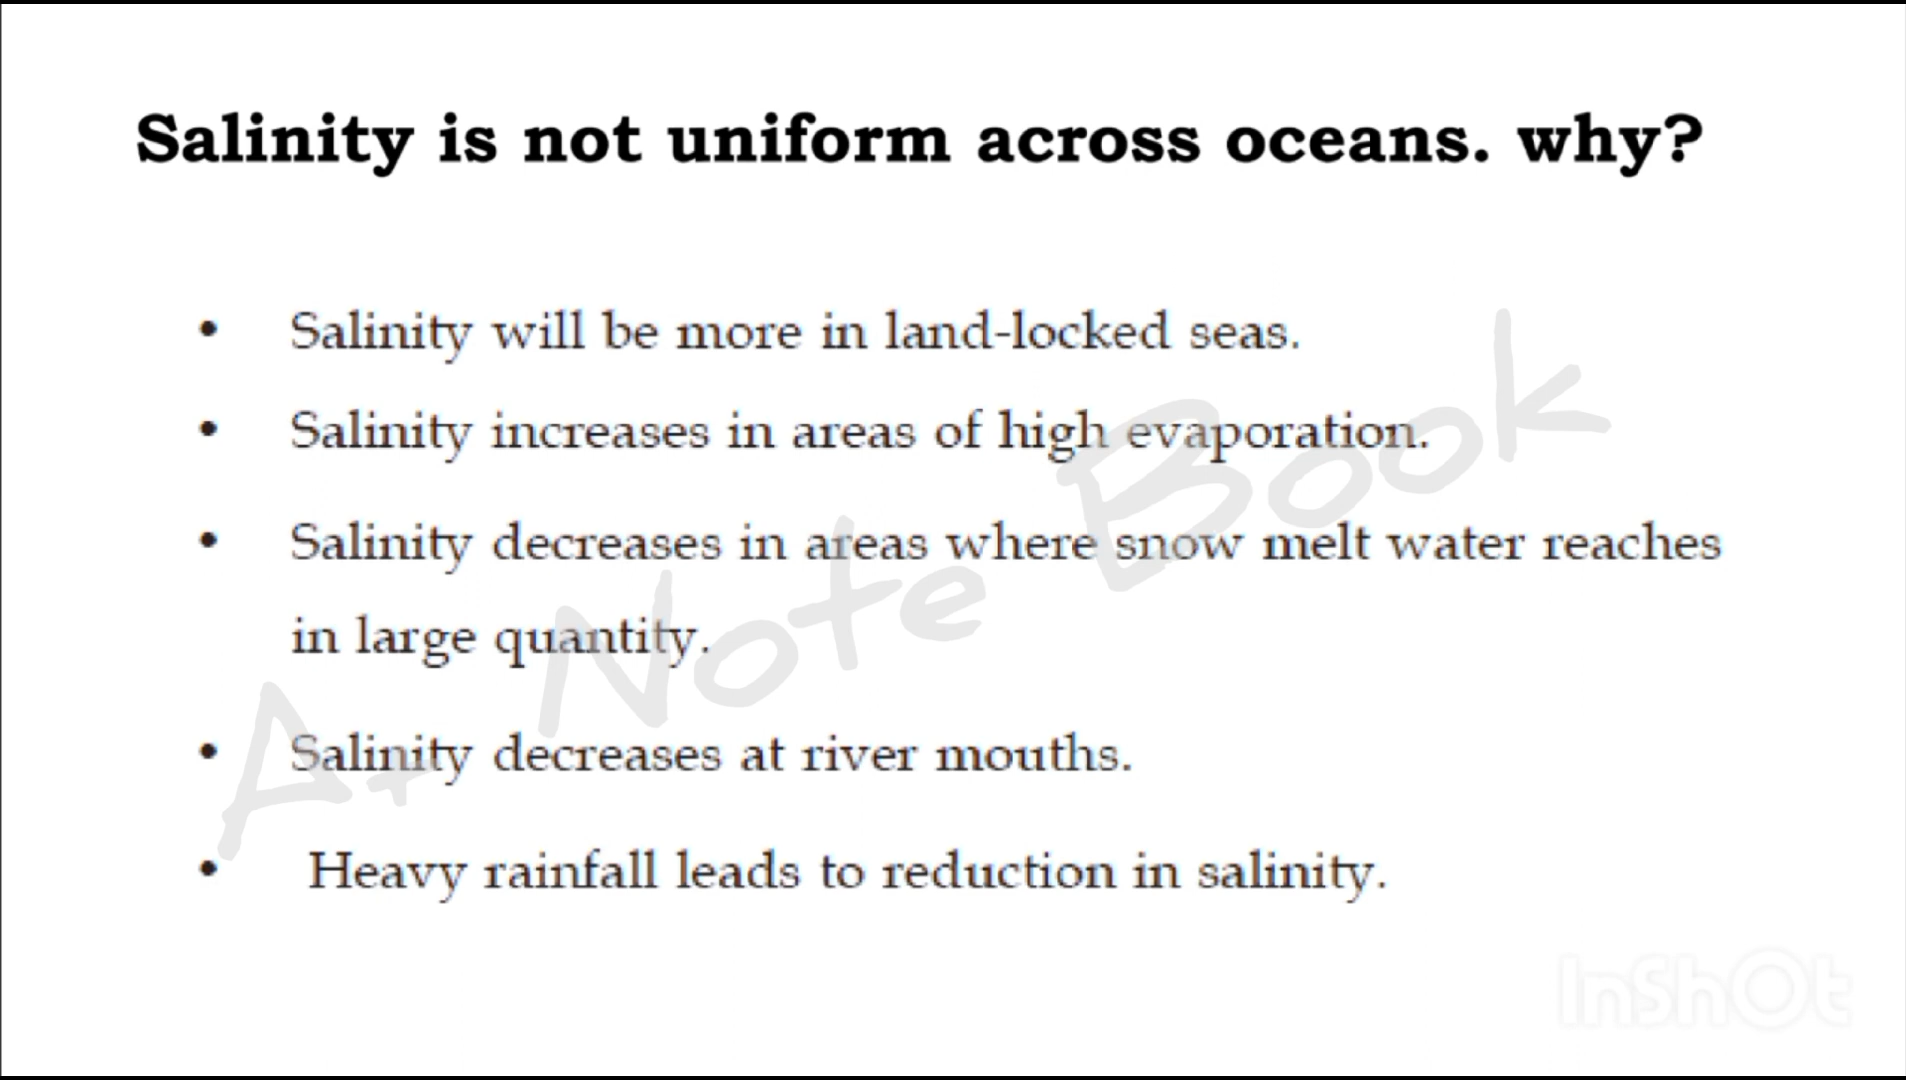 Salinity is not uniform across oceans. why?
• Salinity will be more in land-locked seas.
• Salinity increases in areas of high evaporation.
• Salinity decreases in areas where snow melt water reaches
in large quantity.
• Salinity decreases at river mouths.
• Heavy rainfall leads to reduction in salinity.
A+ Note Book
InShOt